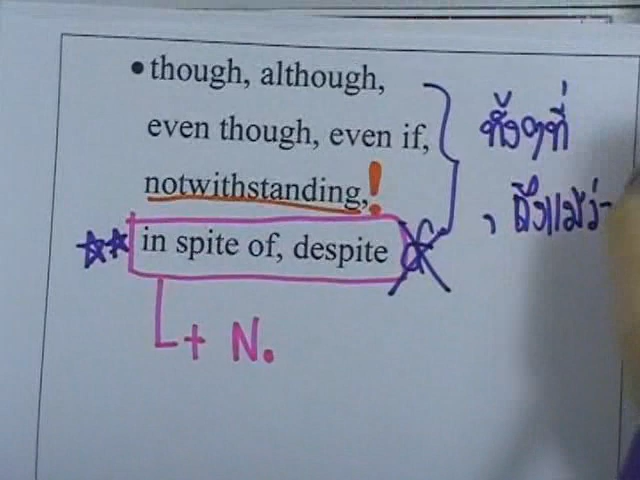 • though, although,
even though, even if,
notwithstanding, !
in spite of, despite
+ N.
ทั้งๆที่
, ถึงแม้ว่า